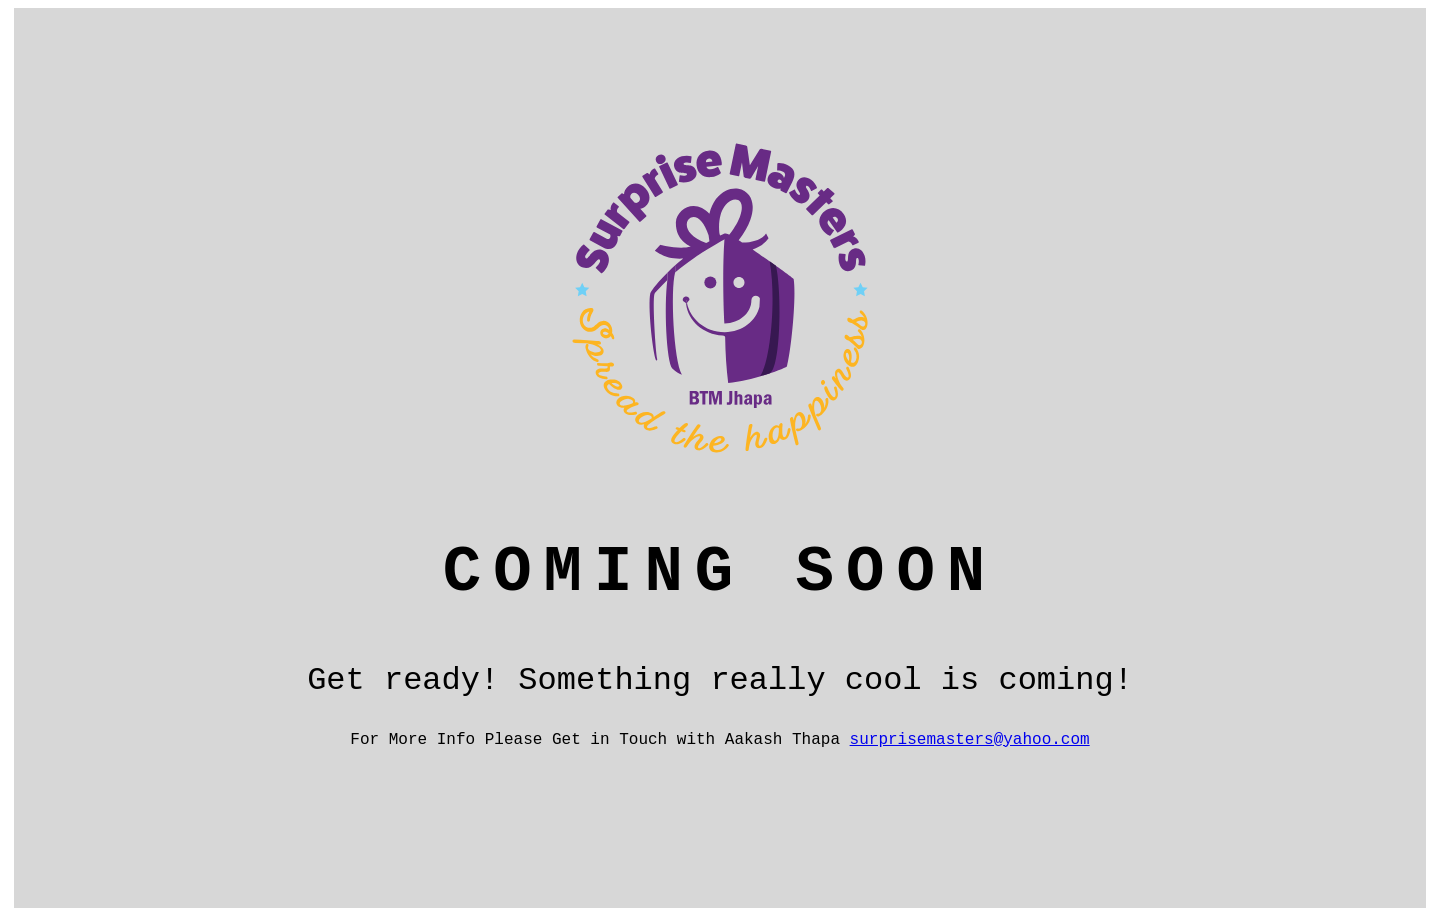 Surprise Masters
BTM Jhapa
Spread the happiness
COMING SOON
Get ready! Something really cool is coming!
For More Info Please Get in Touch with Aakash Thapa surprisemasters@yahoo.com